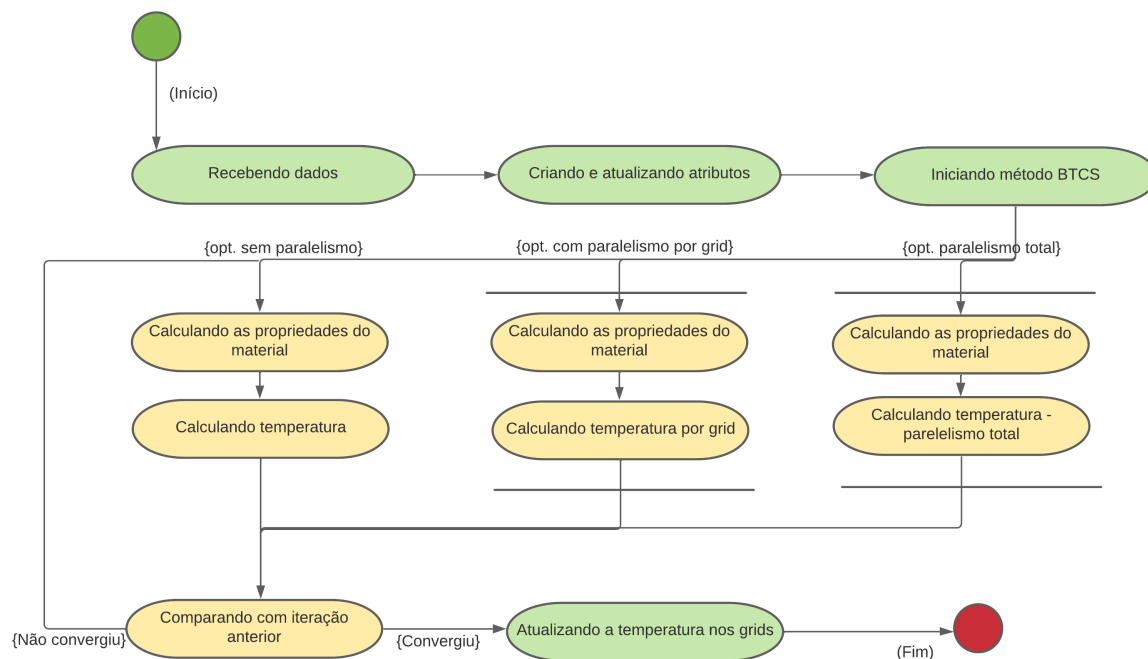 (Início)
Recebendo dados
Criando e atualizando atributos
Iniciando método BTCS
{opt. sem paralelismo}
{opt. com paralelismo por grid}
{opt. paralelismo total}
Calculando as propriedades do
material
Calculando as propriedades do
material
Calculando as propriedades do
material
Calculando temperatura
Calculando temperatura por grid
Calculando temperatura -
parelelismo total
Comparando com iteração
anterior
{Não convergiu}
{Convergiu}
Atualizando a temperatura nos grids
(Fim)